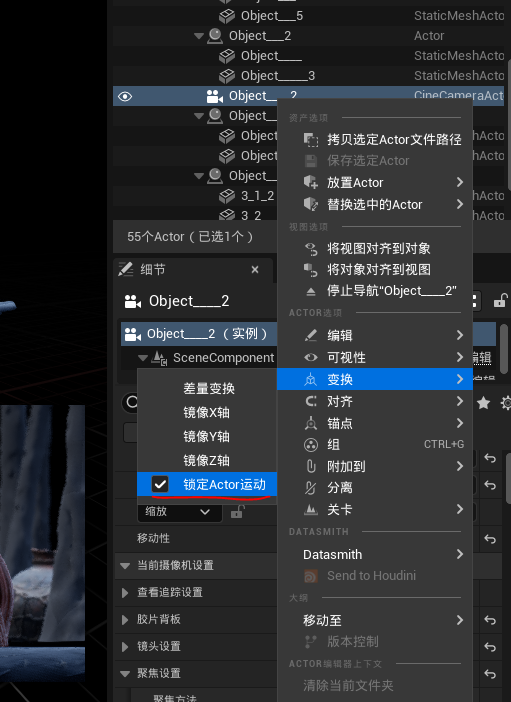 Object___5 StaticMeshActo
Object___2 Actor
Object____ StaticMeshActo
Object_____3 StaticMeshActo
Object____2 CineCameraAct
Object__
Object
Object
Object_
3_1_2
3_2
55个Actor（已选1个）
细节
Object____2
Object____2 （实例）
SceneComponent
编辑
差量变换
镜像X轴
镜像Y轴
镜像Z轴
锁定Actor运动
缩放
移动性
当前摄像机设置
查看追踪设置
胶片背板
镜头设置
聚焦设置
聚焦方法
资产选项
拷贝选定Actor文件路径
保存选定Actor
放置Actor
替换选中的Actor
视图选项
将视图对齐到对象
将对象对齐到视图
停止导航"Object____2"
ACTOR选项
编辑
可视性
变换
对齐
锚点
组 CTRL+G
附加到
分离
关卡
DATASMITH
Datasmith
Send to Houdini
大纲
移动至
版本控制
ACTOR编辑器上下文
清除当前文件夹